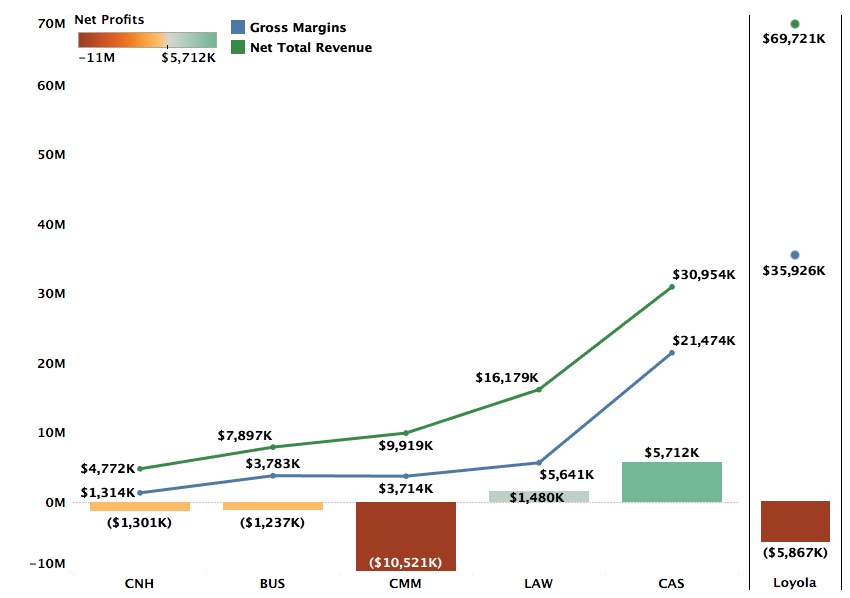 70M Net Profits
−11M $5,712K
Gross Margins
Net Total Revenue
$69,721K
60M
50M
40M
$35,926K
30M
$30,954K
20M
$21,474K
$16,179K
10M
$7,897K
$9,919K
$4,772K
$3,783K
$5,712K
$1,314K
$3,714K
$5,641K
0M
$1,480K
($1,301K)
($1,237K)
($10,521K)
($5,867K)
−10M
CNH BUS CMM LAW CAS Loyola